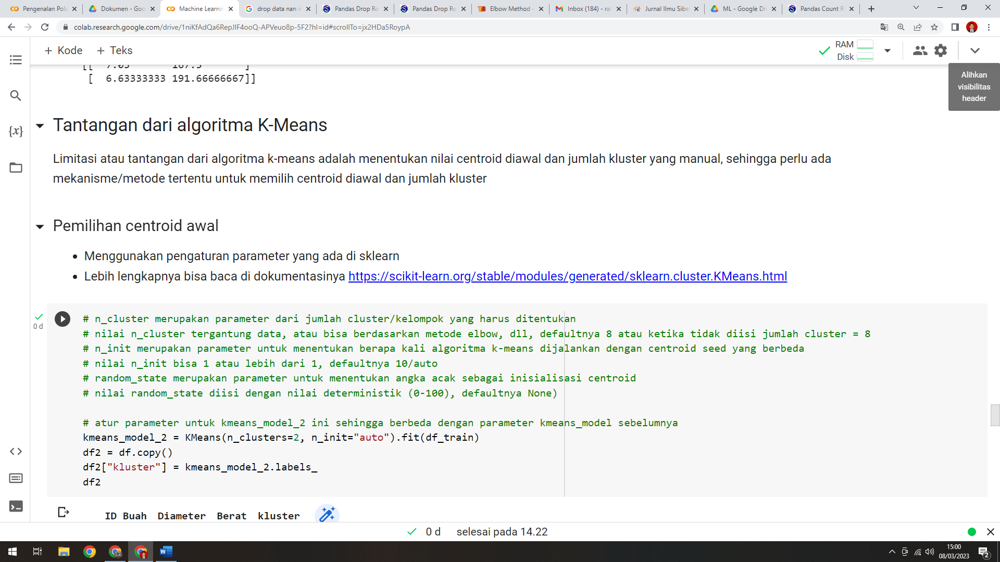 Pengenalan Pola
Dokumen - Goo
Machine Learnin
drop data nan i
Pandas Drop Ro
Pandas Drop Ro
Elbow Method -
Inbox (184) - ra
Jurnal Ilmu Sibe
ML - Google Dr
Pandas Count R
colab.research.google.com/drive/1niKfAdQa6RepJIF4ooQ-APVeuo8p-5F2?hl=id#scrollTo=jx2HDa5RoypA
+ Kode + Teks
RAM
Disk
Alihkan
visibilitas
header
[[ 7.05 167.5 ]
[ 6.63333333 191.66666667]]
{x}
Tantangan dari algoritma K-Means
Limitasi atau tantangan dari algoritma k-means adalah menentukan nilai centroid diawal dan jumlah kluster yang manual, sehingga perlu ada
mekanisme/metode tertentu untuk memilih centroid diawal dan jumlah kluster
Pemilihan centroid awal
• Menggunakan pengaturan parameter yang ada di sklearn
• Lebih lengkapnya bisa baca di dokumentasinya https://scikit-learn.org/stable/modules/generated/sklearn.cluster.KMeans.html
0 d
# n_cluster merupakan parameter dari jumlah cluster/kelompok yang harus ditentukan
# nilai n_cluster tergantung data, atau bisa berdasarkan metode elbow, dll, defaultnya 8 atau ketika tidak diisi jumlah cluster = 8
# n_init merupakan parameter untuk menentukan berapa kali algoritma k-means dijalankan dengan centroid seed yang berbeda
# nilai n_init bisa 1 atau lebih dari 1, defaultnya 10/auto
# random_state merupakan parameter untuk menentukan angka acak sebagai inisialisasi centroid
# nilai random_state diisi dengan nilai deterministik (0-100), defaultnya None)
# atur parameter untuk kmeans_model_2 ini sehingga berbeda dengan parameter kmeans_model sebelumnya
kmeans_model_2 = KMeans(n_clusters=2, n_init="auto").fit(df_train)
df2 = df.copy()
df2["kluster"] = kmeans_model_2.labels_
df2
ID Buah Diameter Berat kluster
0 d selesai pada 14.22
15:00
08/03/2023
2